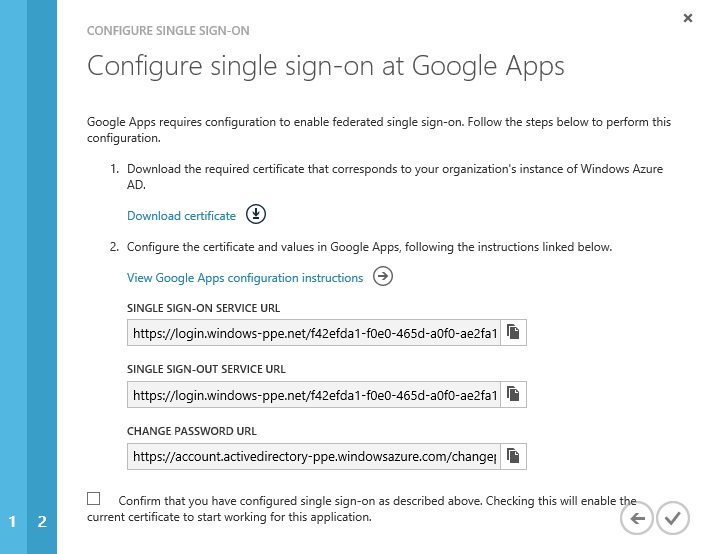 CONFIGURE SINGLE SIGN-ON
Configure single sign-on at Google Apps
Google Apps requires configuration to enable federated single sign-on. Follow the steps below to perform this
configuration.
1. Download the required certificate that corresponds to your organization's instance of Windows Azure
AD.
Download certificate
2. Configure the certificate and values in Google Apps, following the instructions linked below.
View Google Apps configuration instructions
SINGLE SIGN-ON SERVICE URL
https://login.windows-ppe.net/f42efda1-f0e0-465d-a0f0-ae2fa1
SINGLE SIGN-OUT SERVICE URL
https://login.windows-ppe.net/f42efda1-f0e0-465d-a0f0-ae2fa1
CHANGE PASSWORD URL
https://account.activedirectory-ppe.windowsazure.com/change
Confirm that you have configured single sign-on as described above. Checking this will enable the
current certificate to start working for this application.
1 2